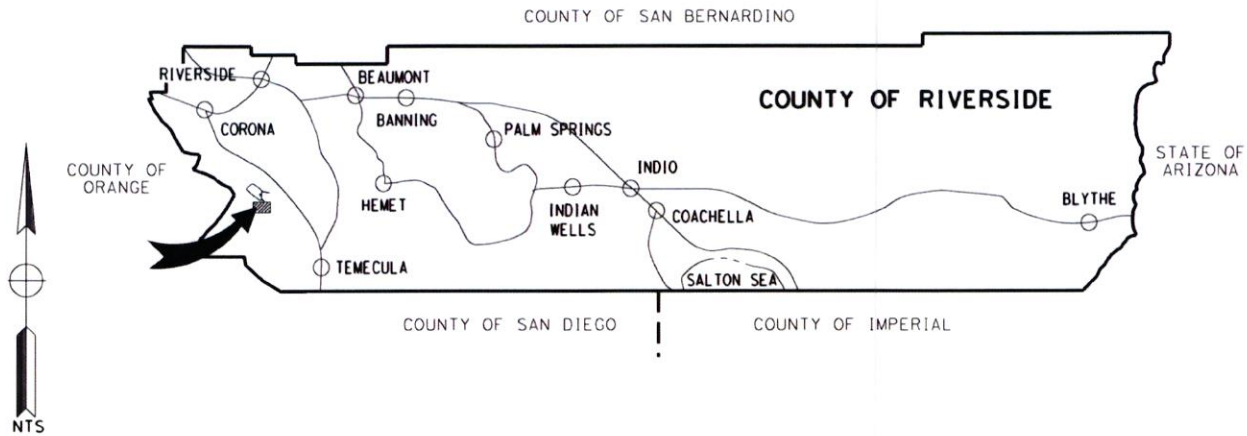 COUNTY OF SAN BERNARDINO
RIVERSIDE
BEAUMONT
COUNTY OF RIVERSIDE
BANNING
CORONA
PALM SPRINGS
COUNTY OF
ORANGE
STATE OF
ARIZONA
INDIO
HEMET
INDIAN
WELLS
COACHELLA
BLYTHE
TEMECULA
SALTON SEA
COUNTY OF SAN DIEGO
COUNTY OF IMPERIAL
NTS